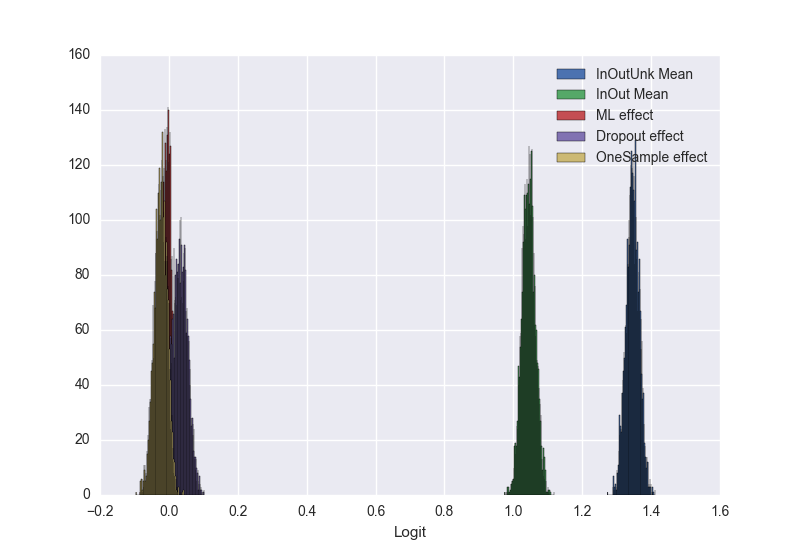 160
140
120
100
80
60
40
20
0
InOutUnk Mean
InOut Mean
ML effect
Dropout effect
OneSample effect
−0.2 0.0 0.2 0.4 0.6 0.8 1.0 1.2 1.4 1.6
Logit